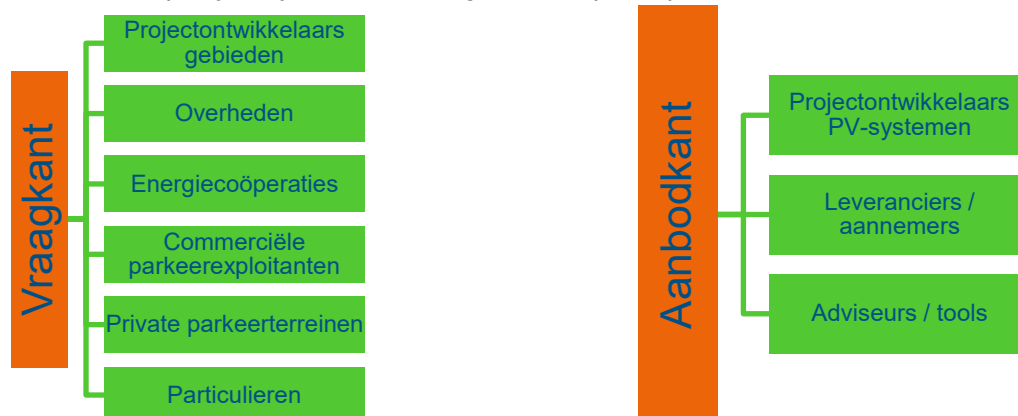 Vraagkant
Projectontwikkelaars
gebieden
Overheden
Energiecoöperaties
Commerciële
parkeerexploitanten
Private parkeerterreinen
Particulieren
Aanbodkant
Projectontwikkelaars
PV-systemen
Leveranciers /
aannemers
Adviseurs / tools